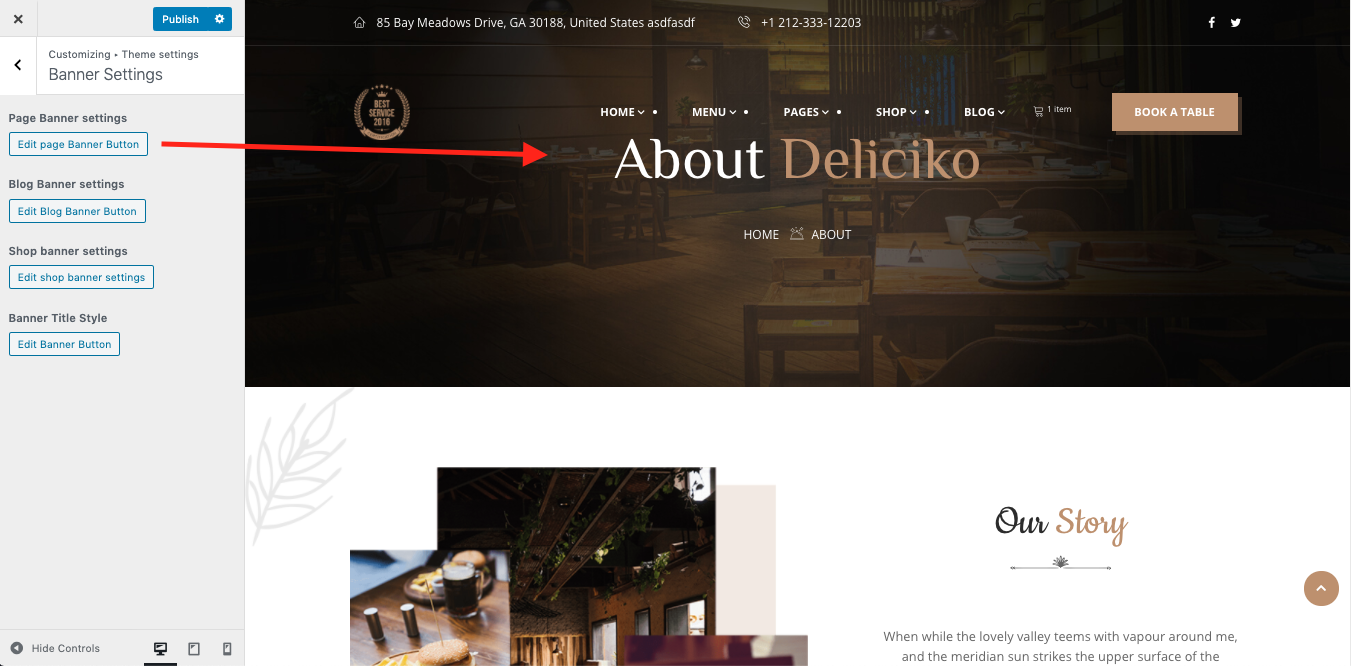 Publish
Customizing ▸ Theme settings
Banner Settings
Page Banner settings
Edit page Banner Button
Blog Banner settings
Edit Blog Banner Button
Shop banner settings
Edit shop banner settings
Banner Title Style
Edit Banner Button
Hide Controls
85 Bay Meadows Drive, GA 30188, United States asdfasdf
+1 212-333-12203
BEST
SERVICE
2016
HOME
MENU
PAGES
SHOP
BLOG
1 item
BOOK A TABLE
About Deliciko
HOME ABOUT
Our Story
When while the lovely valley teems with vapour around me,
and the meridian sun strikes the upper surface of the